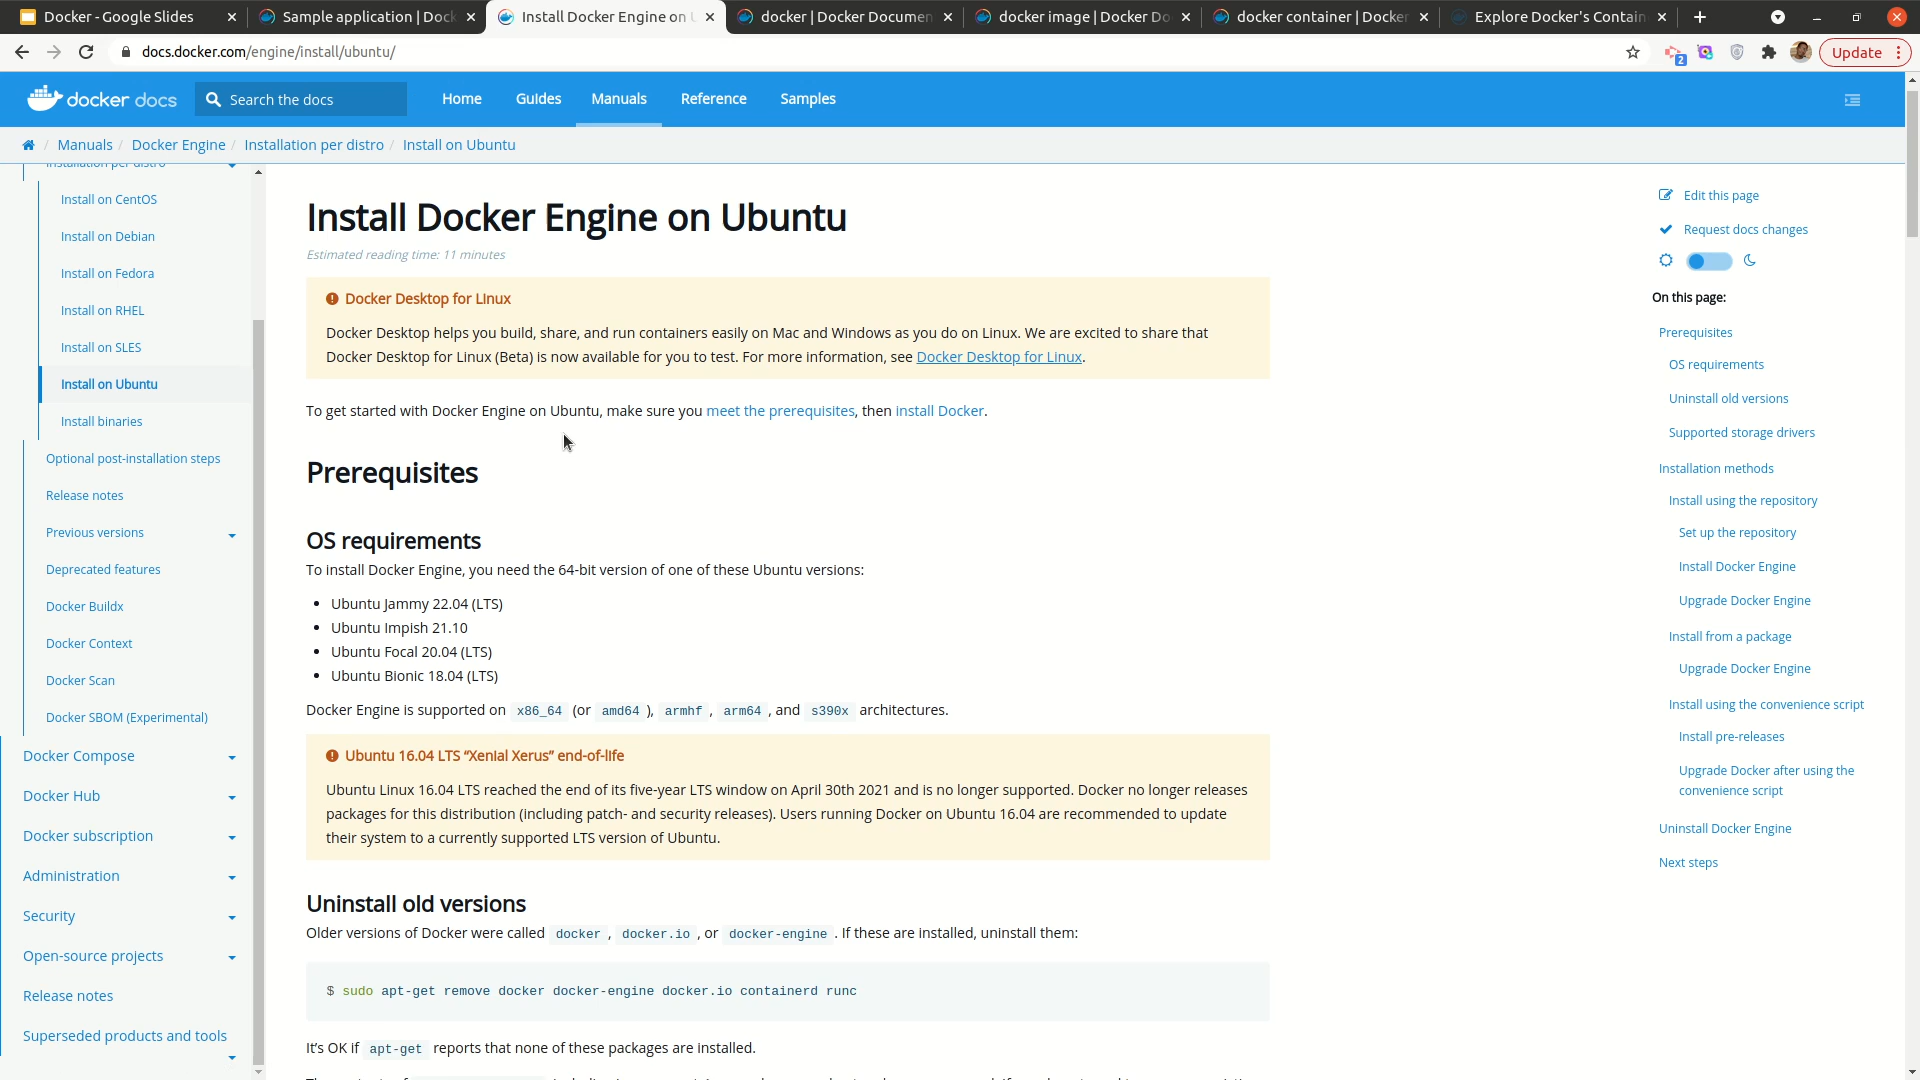 Docker - Google Slides
Sample application | Dock
Install Docker Engine on U
docker | Docker Documen
docker image | Docker Do
docker container | Docker
Explore Docker's Contain
docs.docker.com/engine/install/ubuntu/
2
Update
docker docs
Search the docs
Home
Guides
Manuals
Reference
Samples
/ Manuals / Docker Engine / Installation per distro / Install on Ubuntu
Installation per distro
Install on CentOS
Install on Debian
Install on Fedora
Install on RHEL
Install on SLES
Install on Ubuntu
Install binaries
Optional post-installation steps
Release notes
Previous versions
Deprecated features
Docker Buildx
Docker Context
Docker Scan
Docker SBOM (Experimental)
Docker Compose
Docker Hub
Docker subscription
Administration
Security
Open-source projects
Release notes
Superseded products and tools
Install Docker Engine on Ubuntu
Estimated reading time: 11 minutes
Docker Desktop for Linux
Docker Desktop helps you build, share, and run containers easily on Mac and Windows as you do on Linux. We are excited to share that
Docker Desktop for Linux (Beta) is now available for you to test. For more information, see Docker Desktop for Linux.
To get started with Docker Engine on Ubuntu, make sure you meet the prerequisites, then install Docker.
Prerequisites
OS requirements
To install Docker Engine, you need the 64-bit version of one of these Ubuntu versions:
• Ubuntu Jammy 22.04 (LTS)
• Ubuntu Impish 21.10
• Ubuntu Focal 20.04 (LTS)
• Ubuntu Bionic 18.04 (LTS)
Docker Engine is supported on x86_64 (or amd64 ), armhf , arm64 , and s390x architectures.
Ubuntu 16.04 LTS “Xenial Xerus” end-of-life
Ubuntu Linux 16.04 LTS reached the end of its five-year LTS window on April 30th 2021 and is no longer supported. Docker no longer releases
packages for this distribution (including patch- and security releases). Users running Docker on Ubuntu 16.04 are recommended to update
their system to a currently supported LTS version of Ubuntu.
Uninstall old versions
Older versions of Docker were called docker , docker.io , or docker-engine . If these are installed, uninstall them:
$ sudo apt-get remove docker docker-engine docker.io containerd runc
It’s OK if apt-get reports that none of these packages are installed.
Edit this page
Request docs changes
On this page:
Prerequisites
OS requirements
Uninstall old versions
Supported storage drivers
Installation methods
Install using the repository
Set up the repository
Install Docker Engine
Upgrade Docker Engine
Install from a package
Upgrade Docker Engine
Install using the convenience script
Install pre-releases
Upgrade Docker after using the
convenience script
Uninstall Docker Engine
Next steps